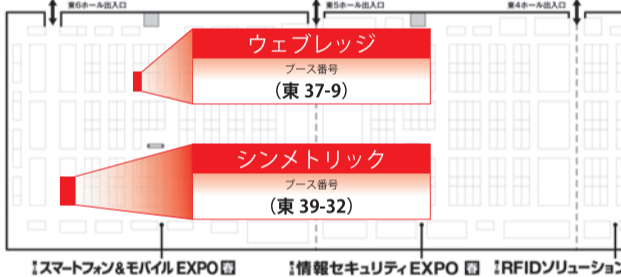 東6ホール出入口
東5ホール出入口
東4ホール出入口
ウェブレッジ
ブース番号
(東 37-9)
シンメトリック
ブース番号
(東 39-32)
スマートフォン&モバイル EXPO 春
情報セキュリティ EXPO 春
RFIDソリューション